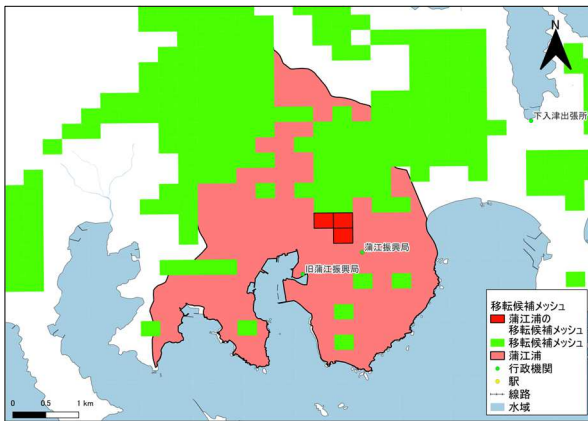 N
下入津出張所
蒲江振興局
旧蒲江振興局
移転候補メッシュ
蒲江浦の
移転候補メッシュ
移転候補メッシュ
蒲江浦
行政機関
駅
線路
水域
0 0.5 1 km